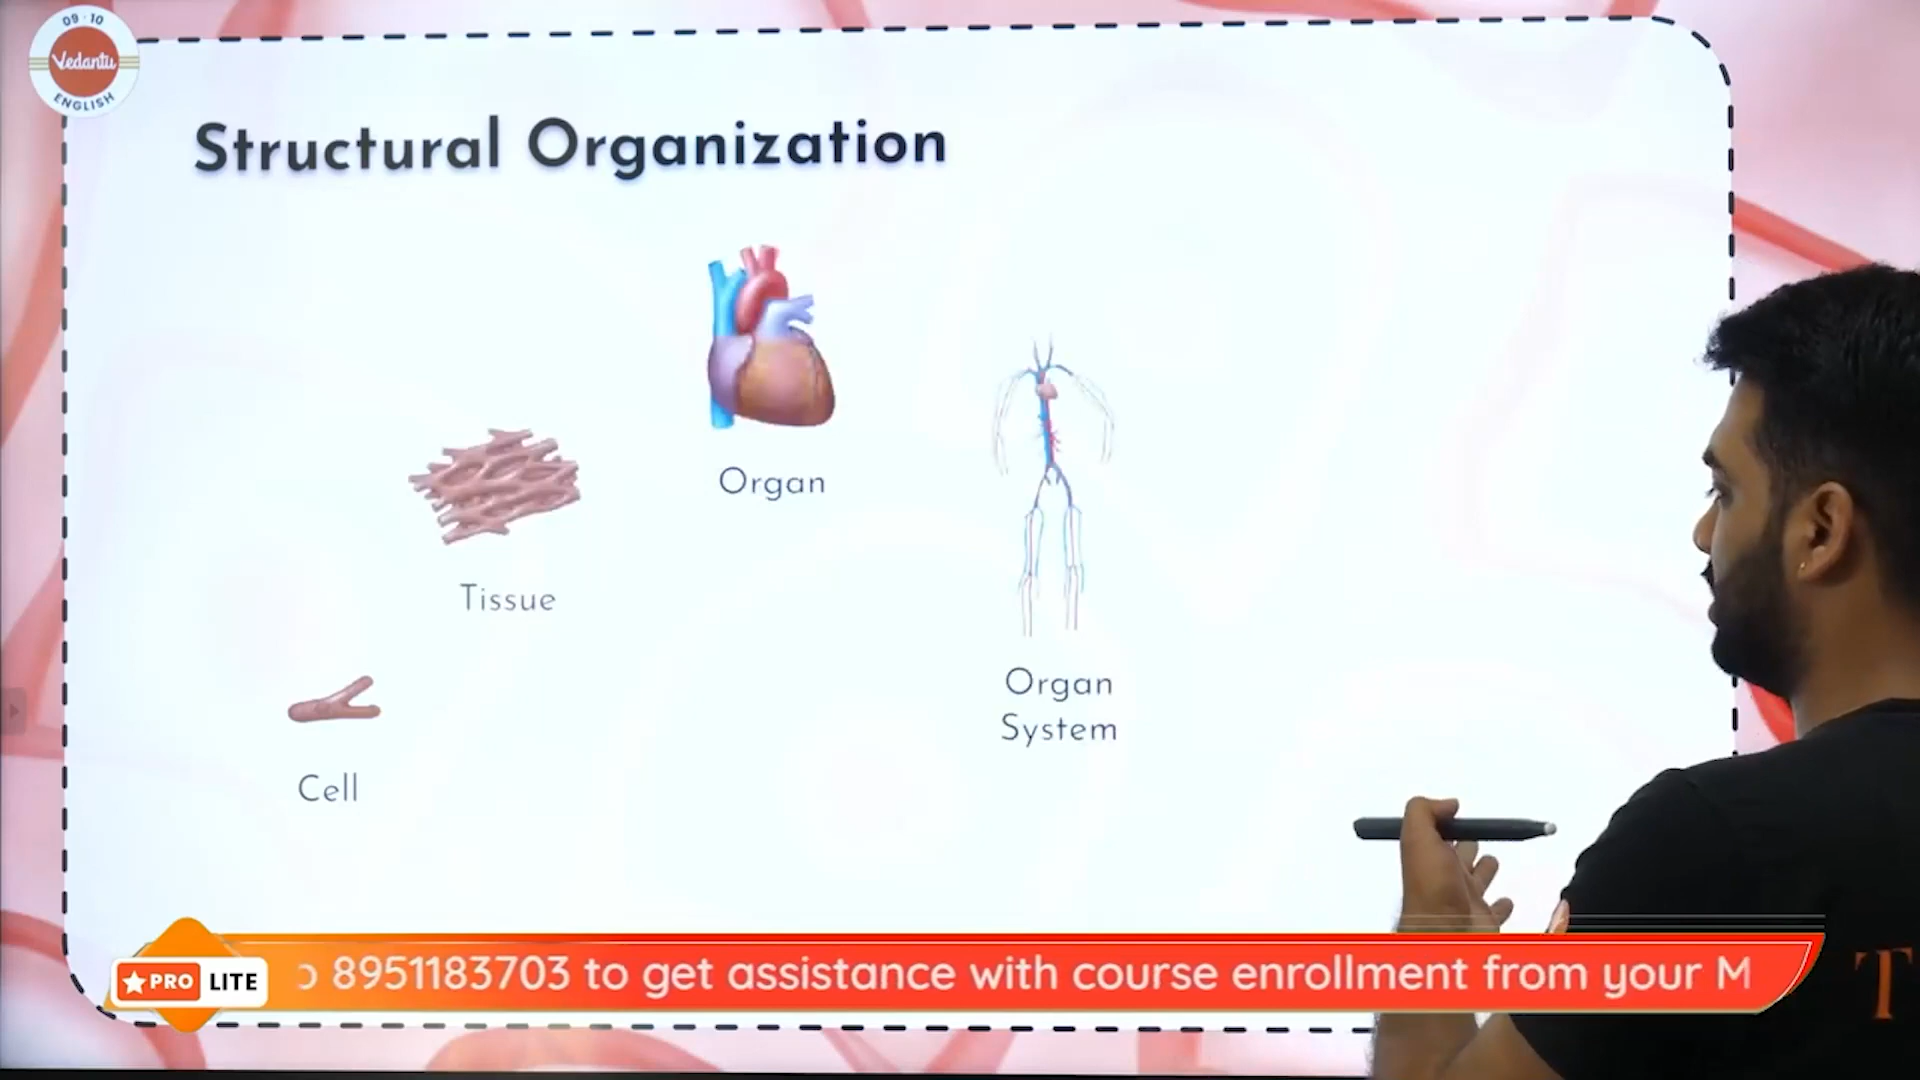 09-10
Vedantu
ENGLISH
Structural Organization
Organ
Tissue
Organ
System
Cell
PRO LITE
8951183703 to get assistance with course enrollment from your M
T